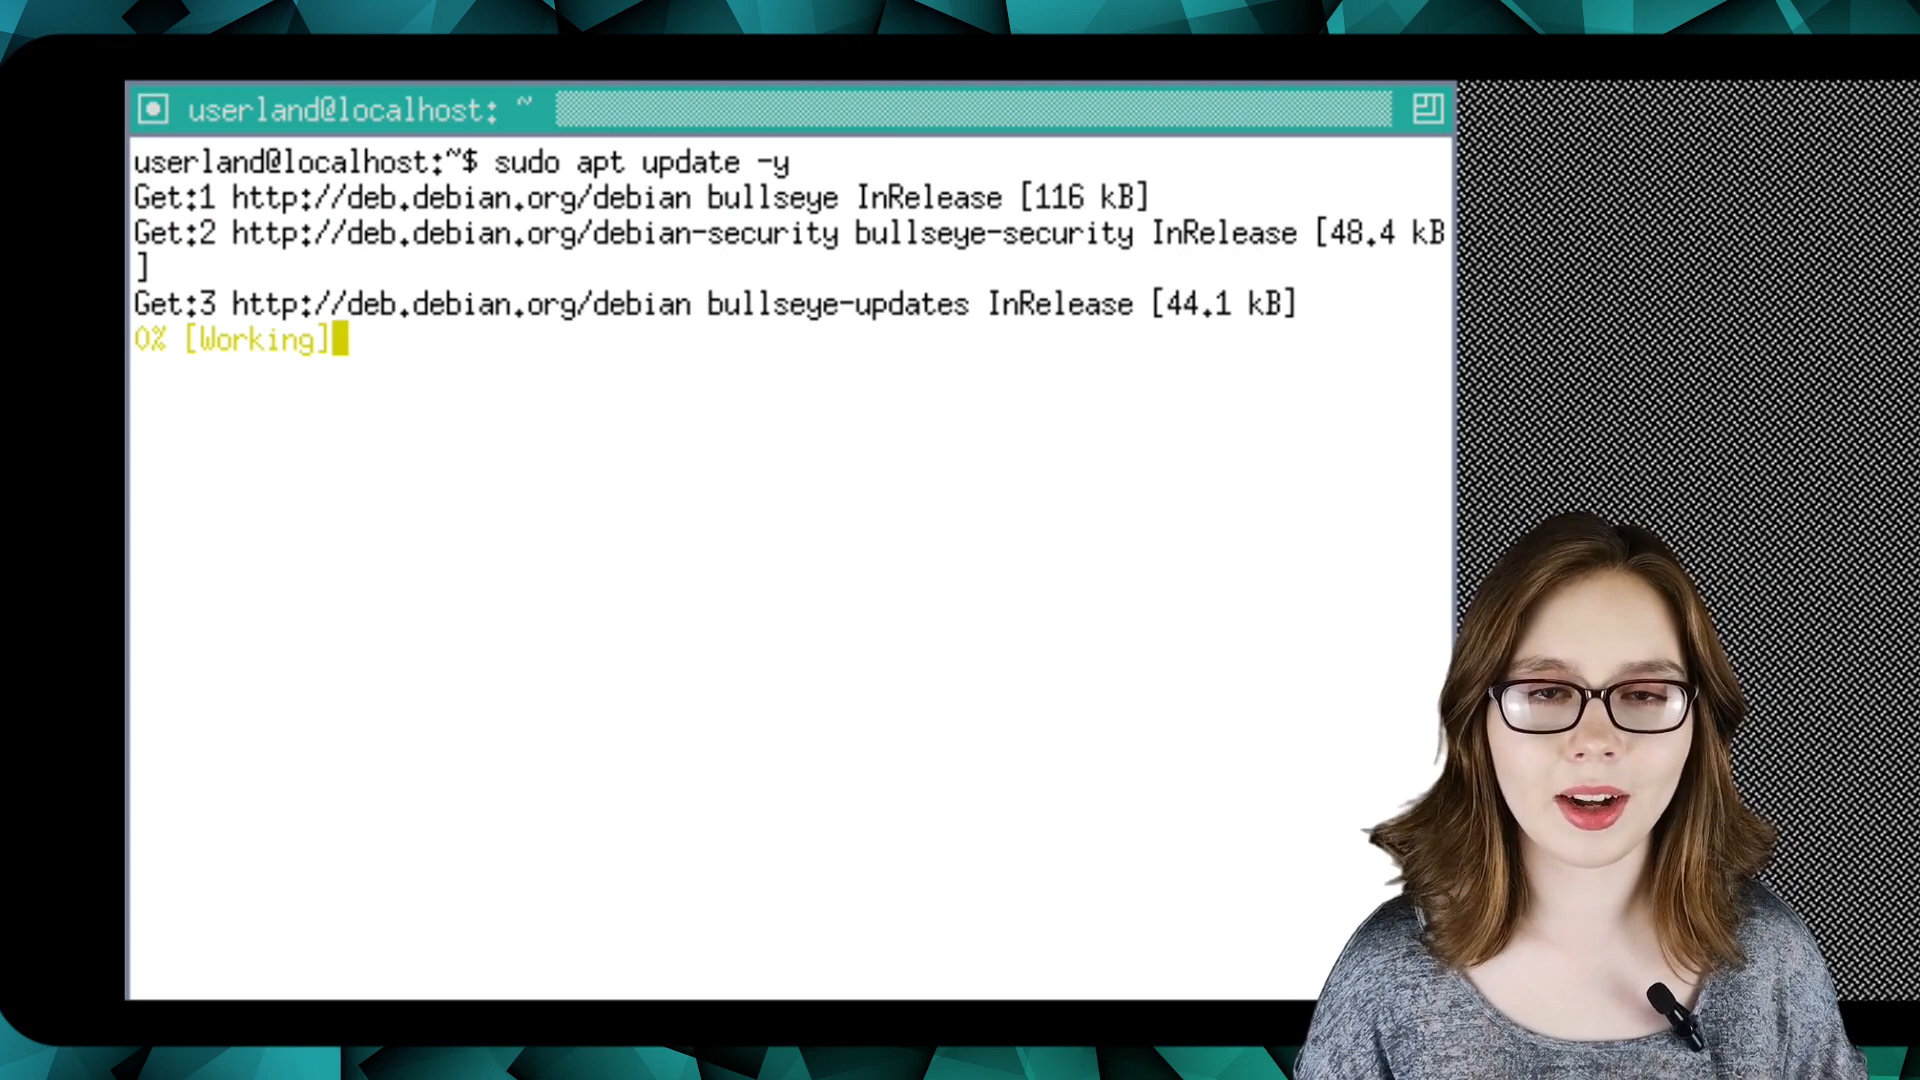 userland@localhost: ~
userland@localhost:~$ sudo apt update -y
Get:1 http://deb.debian.org/debian bullseye InRelease [116 kB]
Get:2 http://deb.debian.org/debian-security bullseye-security InRelease [48.4 kB
]
Get:3 http://deb.debian.org/debian bullseye-updates InRelease [44.1 kB]
0% [Working]